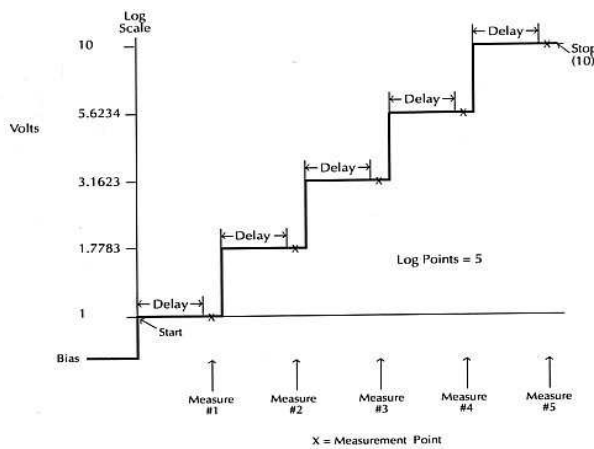 Log
Scale
10
Delay
Stop
(10)
5.6234
Delay
Volts
3.1623
Delay
1.7783
Delay
Log Points = 5
1
Delay
Start
Bias
Measure
#1
Measure
#2
Measure
#3
Measure
#4
Measure
#5
X = Measurement Point